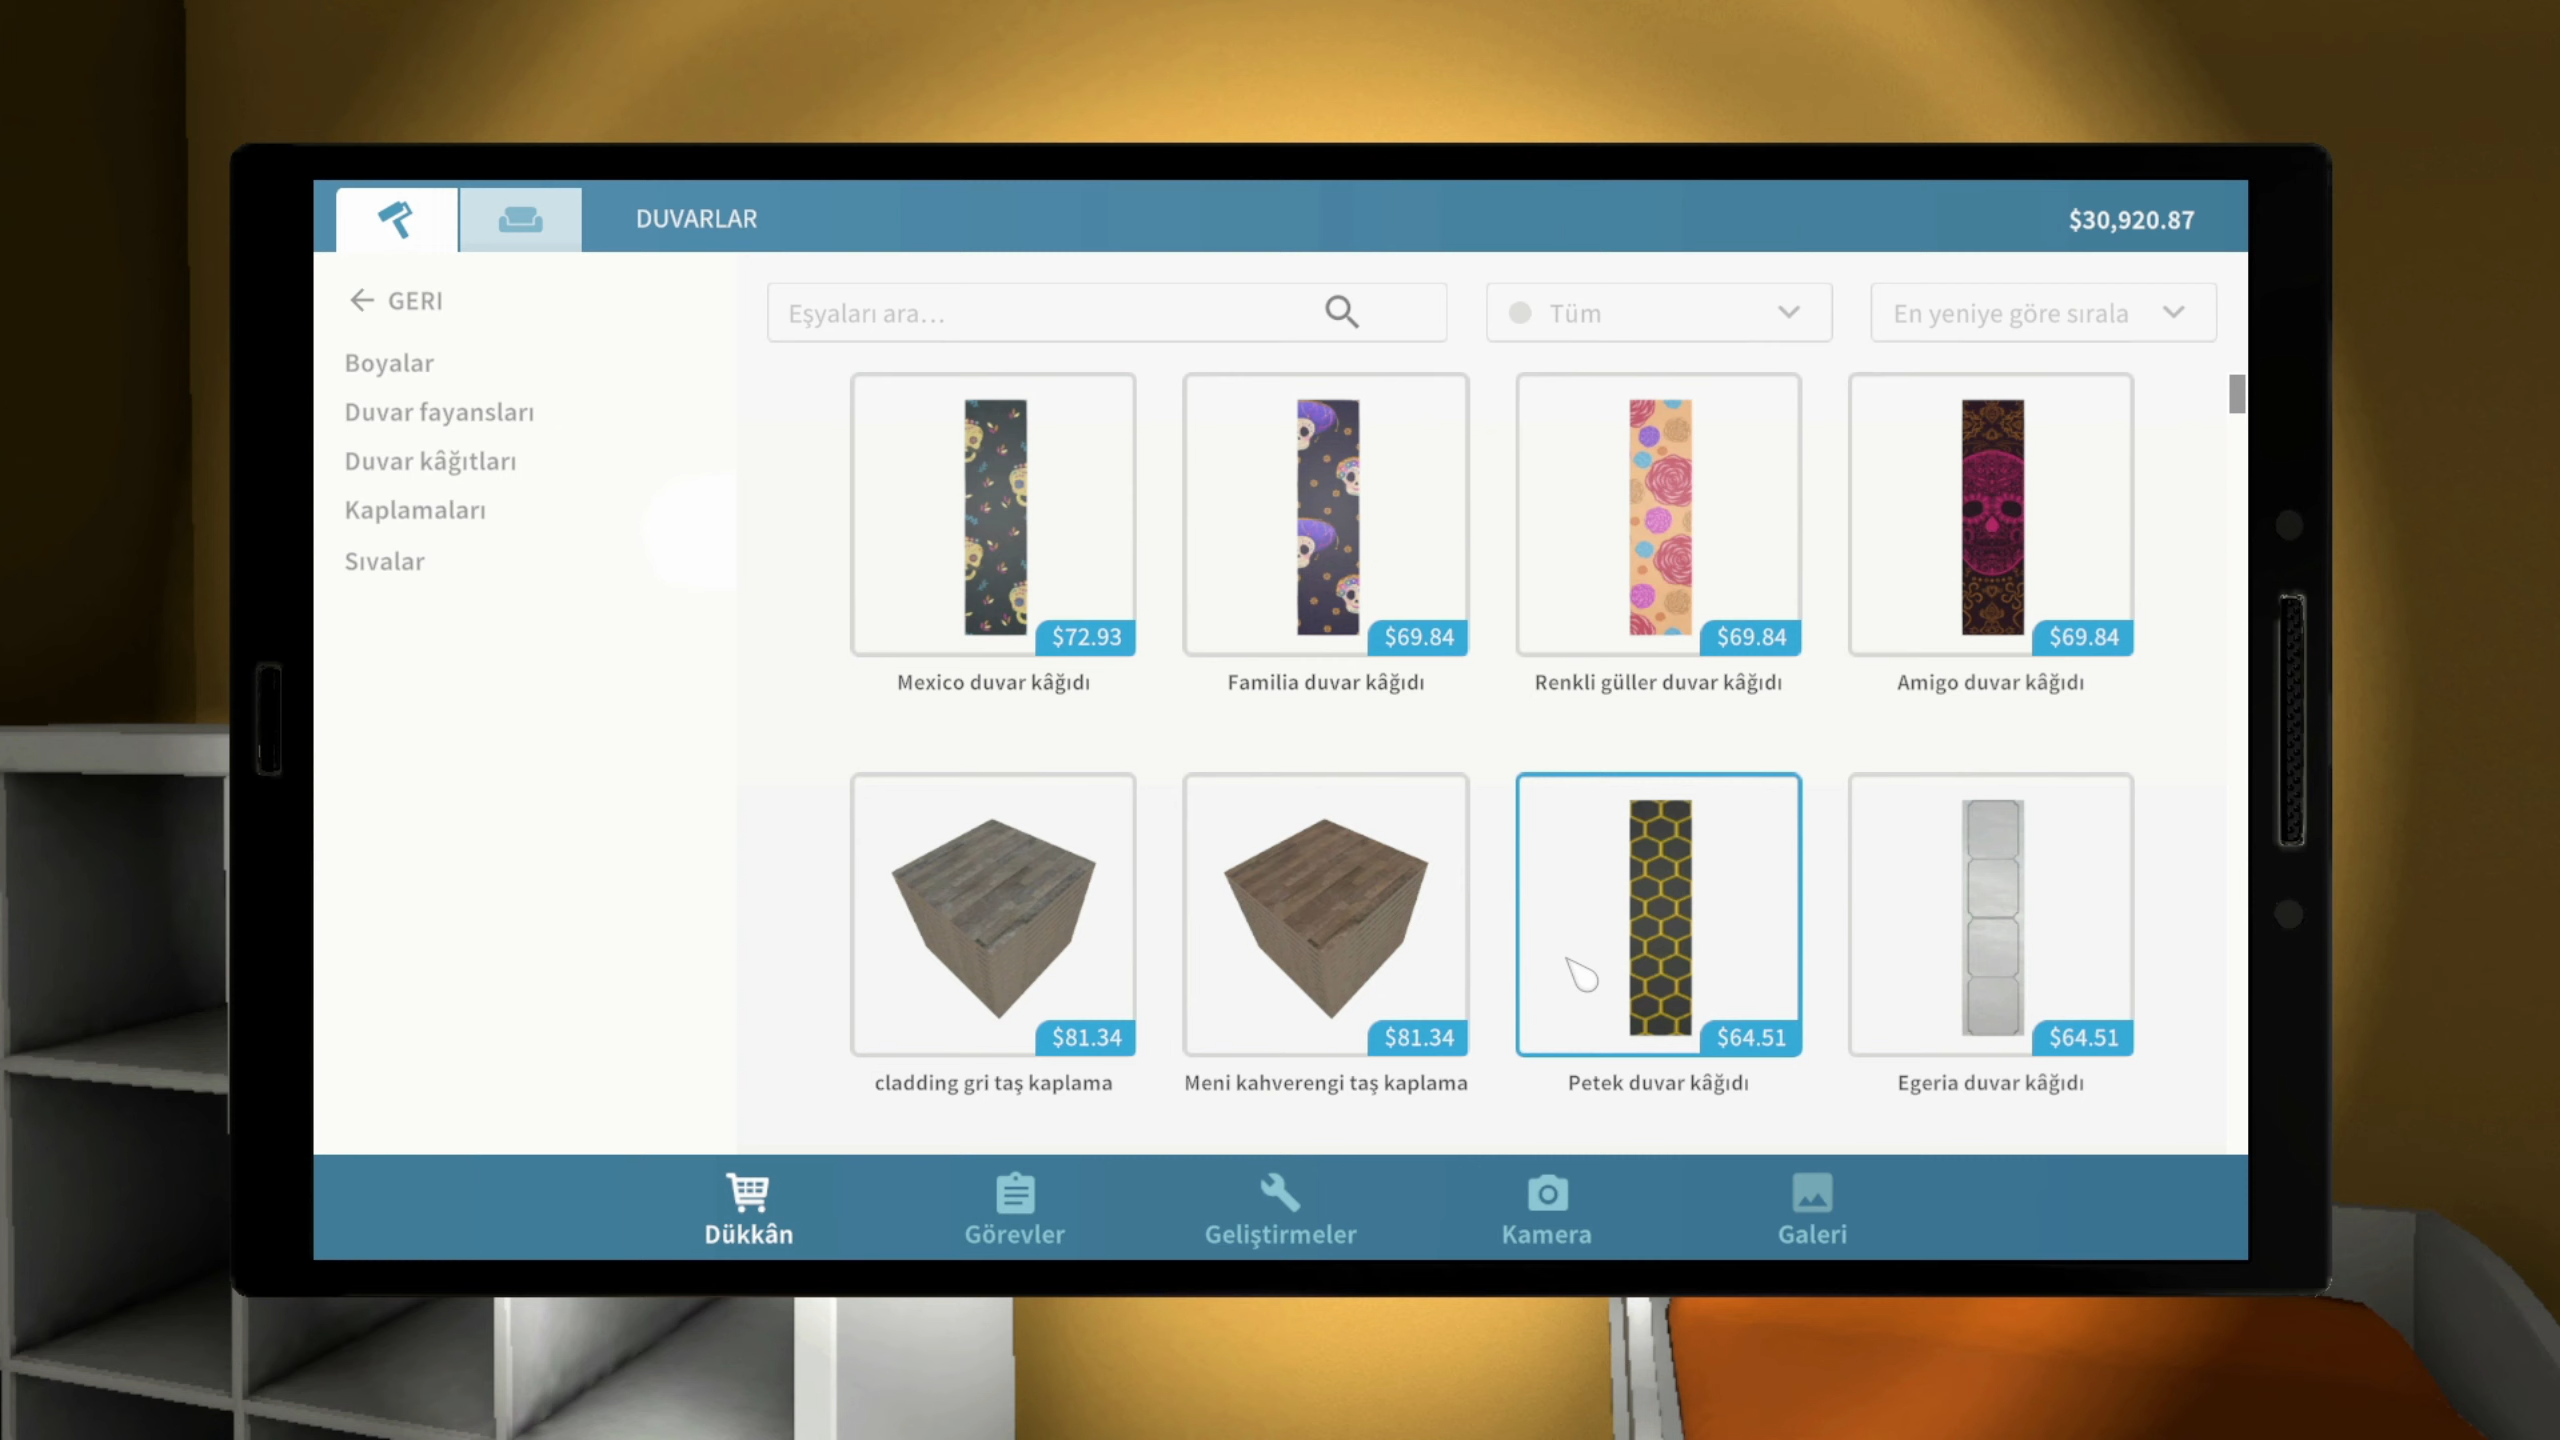 DUVARLAR
$30,920.87
GERI
Boyalar
Duvar fayansları
Duvar kâğıtları
Kaplamaları
Sıvalar
Eşyaları ara...
Tüm
En yeniye göre sırala
$72.93
$69.84
$69.84
$69.84
Mexico duvar kâğıdı
Familia duvar kâğıdı
Renkli güller duvar kâğıdı
Amigo duvar kâğıdı
$81.34
$81.34
$64.51
$64.51
cladding gri taş kaplama
Meni kahverengi taş kaplama
Petek duvar kâğıdı
Egeria duvar kâğıdı
Dükkân
Görevler
Geliştirmeler
Kamera
Galeri